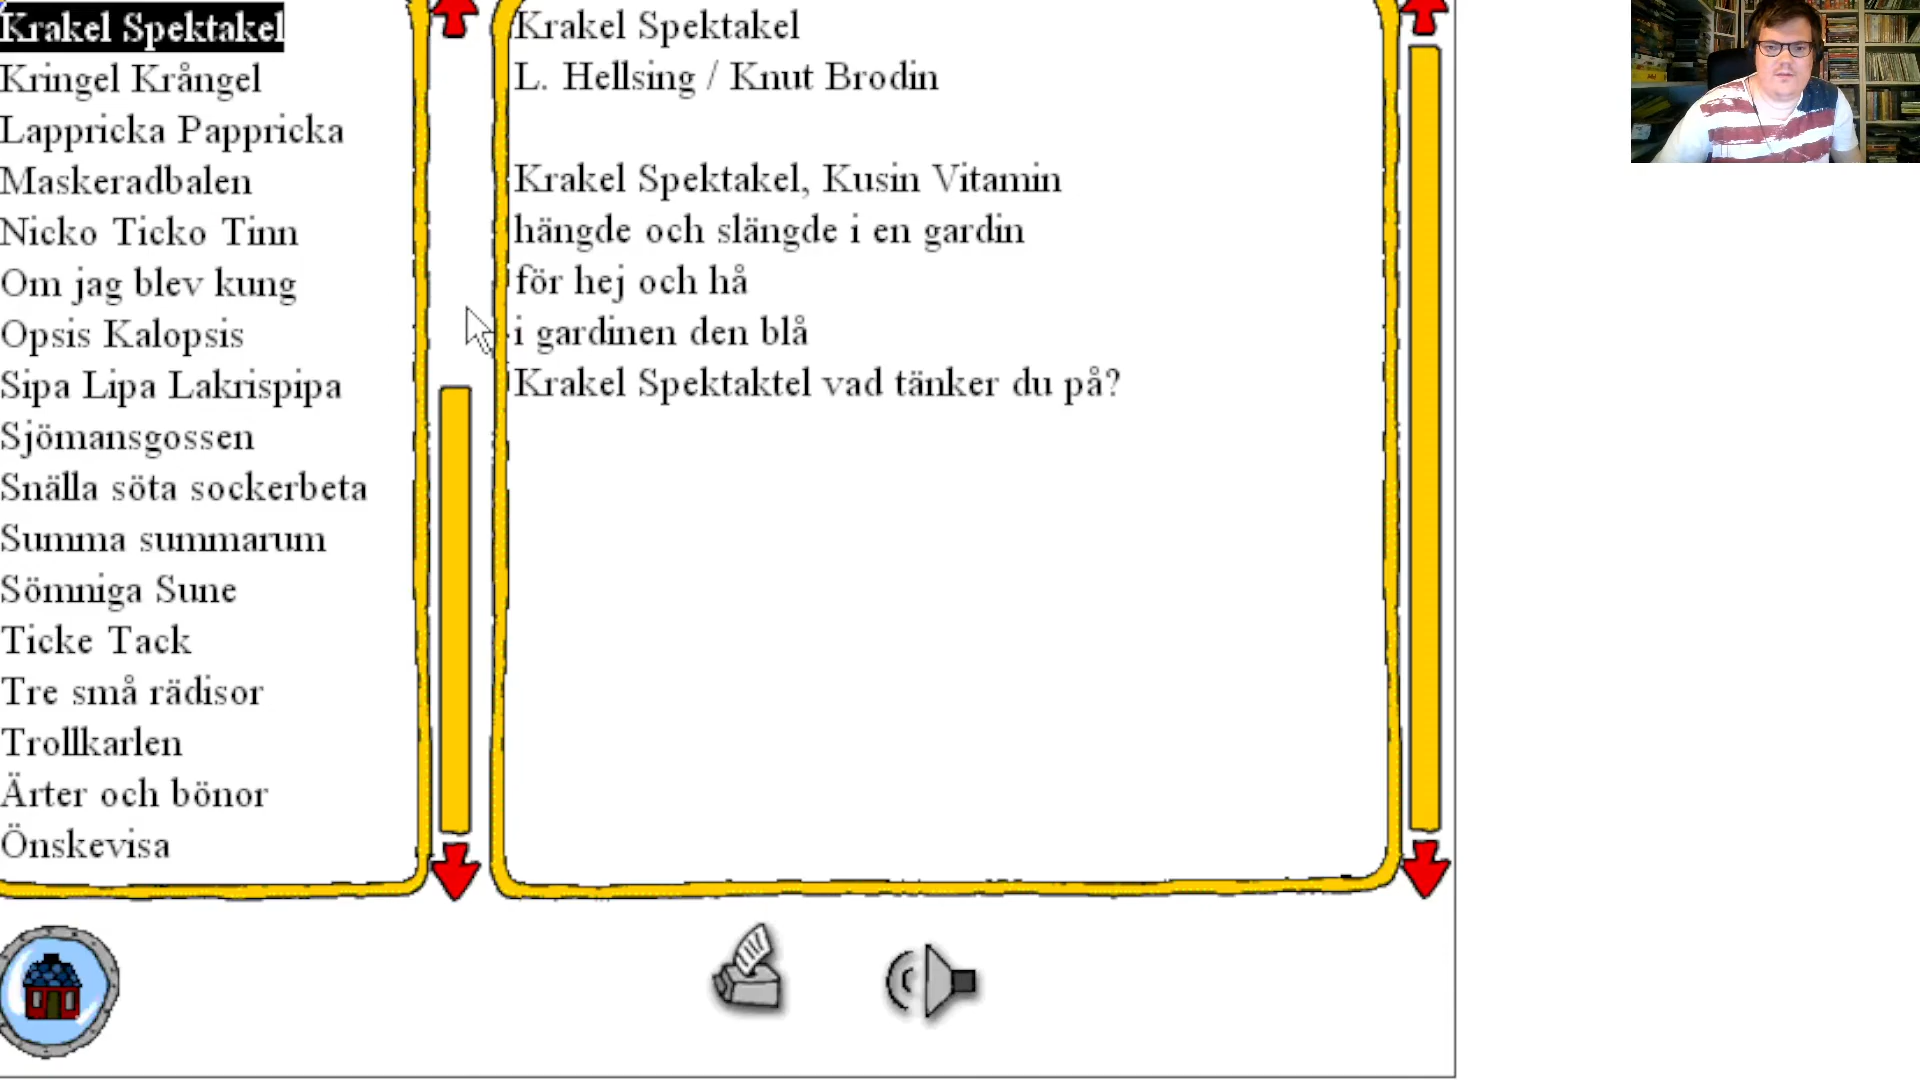 Krakel Spektakel
Kringel Krångel
Lappricka Pappricka
Maskeradbalen
Nicko Ticko Tinn
Om jag blev kung
Opsis Kalopsis
Sipa Lipa Lakrispipa
Sjömansgossen
Snälla söta sockerbeta
Summa summarum
Sömniga Sune
Ticke Tack
Tre små rädisor
Trollkarlen
Ärter och bönor
Önskevisa
Krakel Spektakel
L. Hellsing / Knut Brodin
Krakel Spektakel, Kusin Vitamin
hängde och slängde i en gardin
för hej och hå
i gardinen den blå
Krakel Spektaktel vad tänker du på?